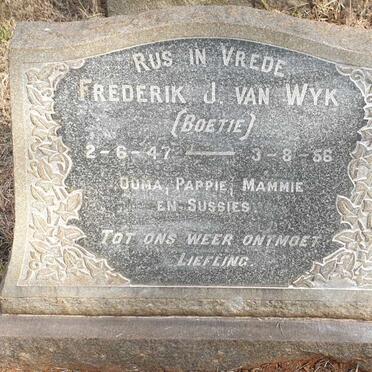 RUS IN VREDE
FREDERIK J. VAN WYK
(BOETIE)
2-6-47 — 3-8-56
OUMA, PAPPIE, MAMMIE
EN SUSSIES.
TOT ONS WEER ONTMOET
LIEFLING.